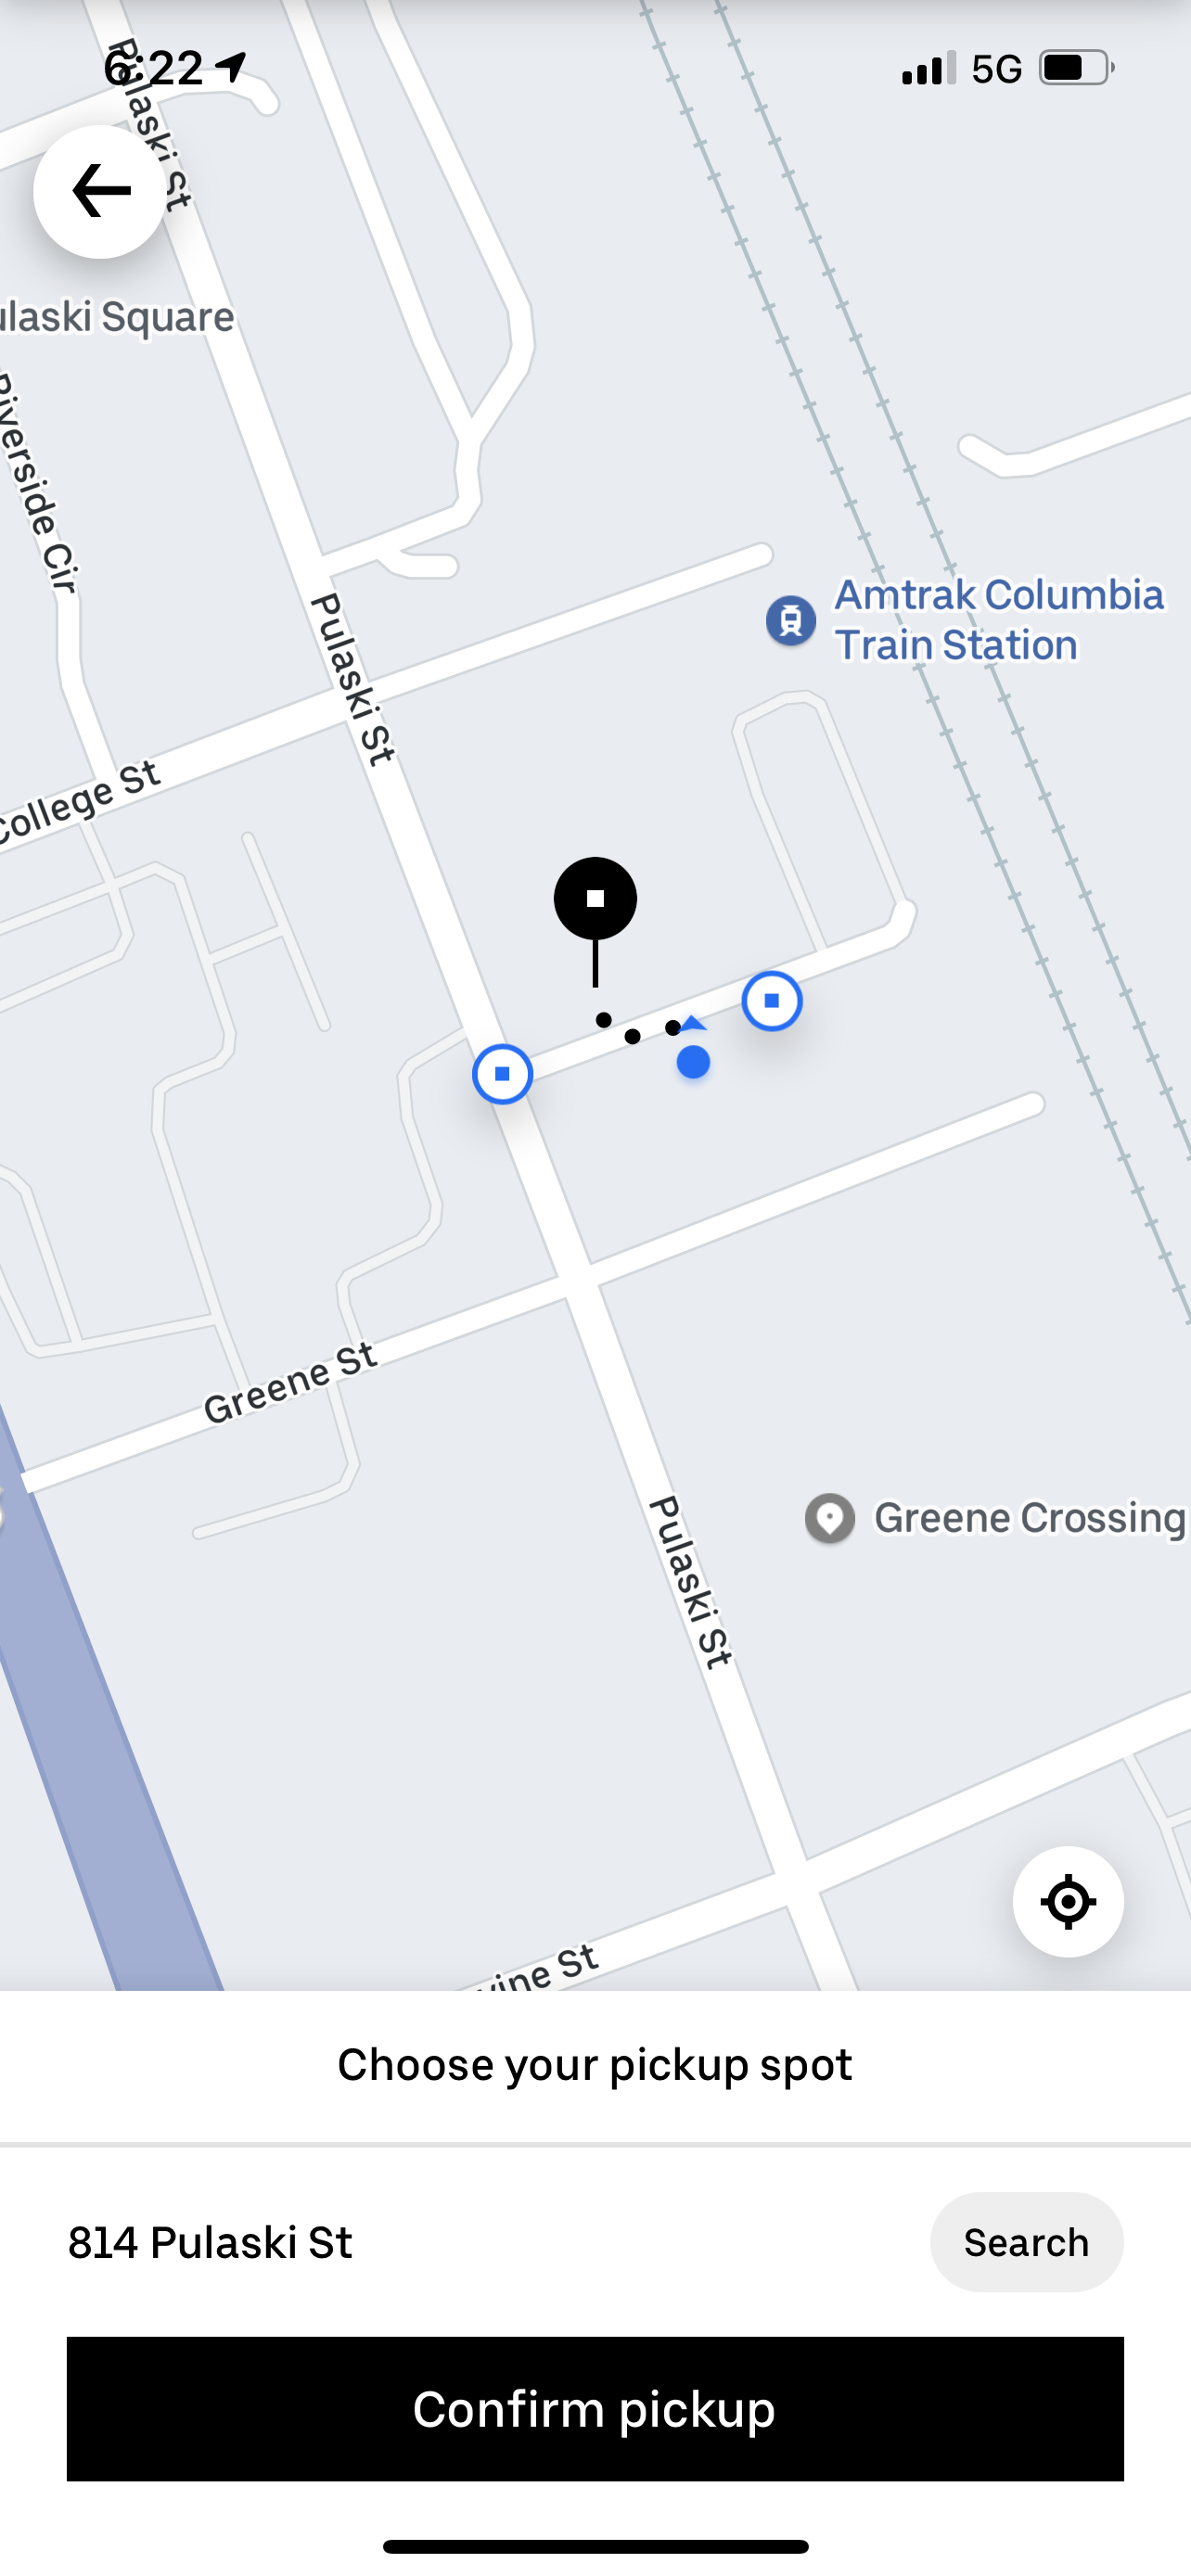 6:22
5G
Pulaski St
ulaski Square
Riverside Cir
Amtrak Columbia
Train Station
Pulaski St
College St
Greene St
Greene Crossing
Pulaski St
vine St
Choose your pickup spot
814 Pulaski St
Search
Confirm pickup